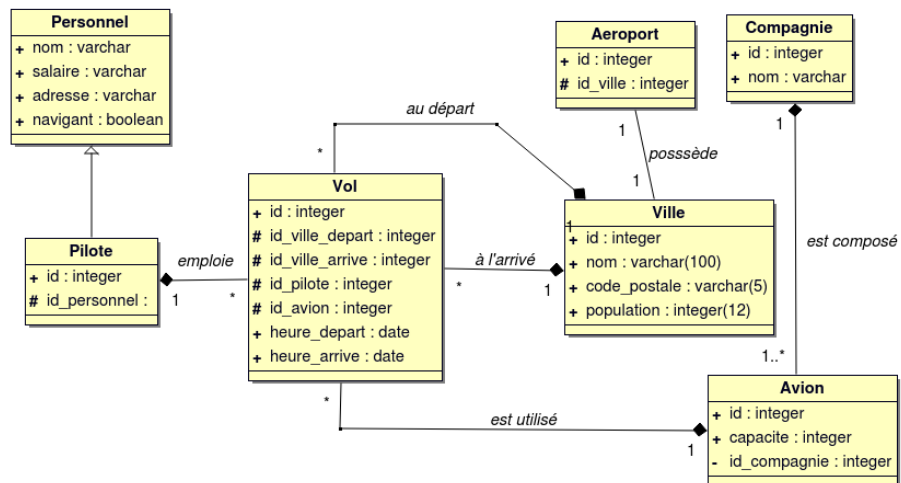 Personnel
+ nom : varchar
+ salaire : varchar
+ adresse : varchar
+ navigant : boolean
Aeroport
+ id : integer
# id_ville : integer
Compagnie
+ id : integer
+ nom : varchar
au départ
*
1
posssède
1
1
Vol
+ id : integer
# id_ville_depart : integer
# id_ville_arrive : integer
# id_pilote : integer
# id_avion : integer
+ heure_depart : date
+ heure_arrive : date
Ville
1
+ id : integer
+ nom : varchar(100)
+ code_postale : varchar(5)
+ population : integer(12)
est composé
1..*
Pilote
+ id : integer
# id_personnel :
emploie
1
*
à l'arrivé
*
1
*
est utilisé
1
Avion
+ id : integer
+ capacite : integer
- id_compagnie : integer